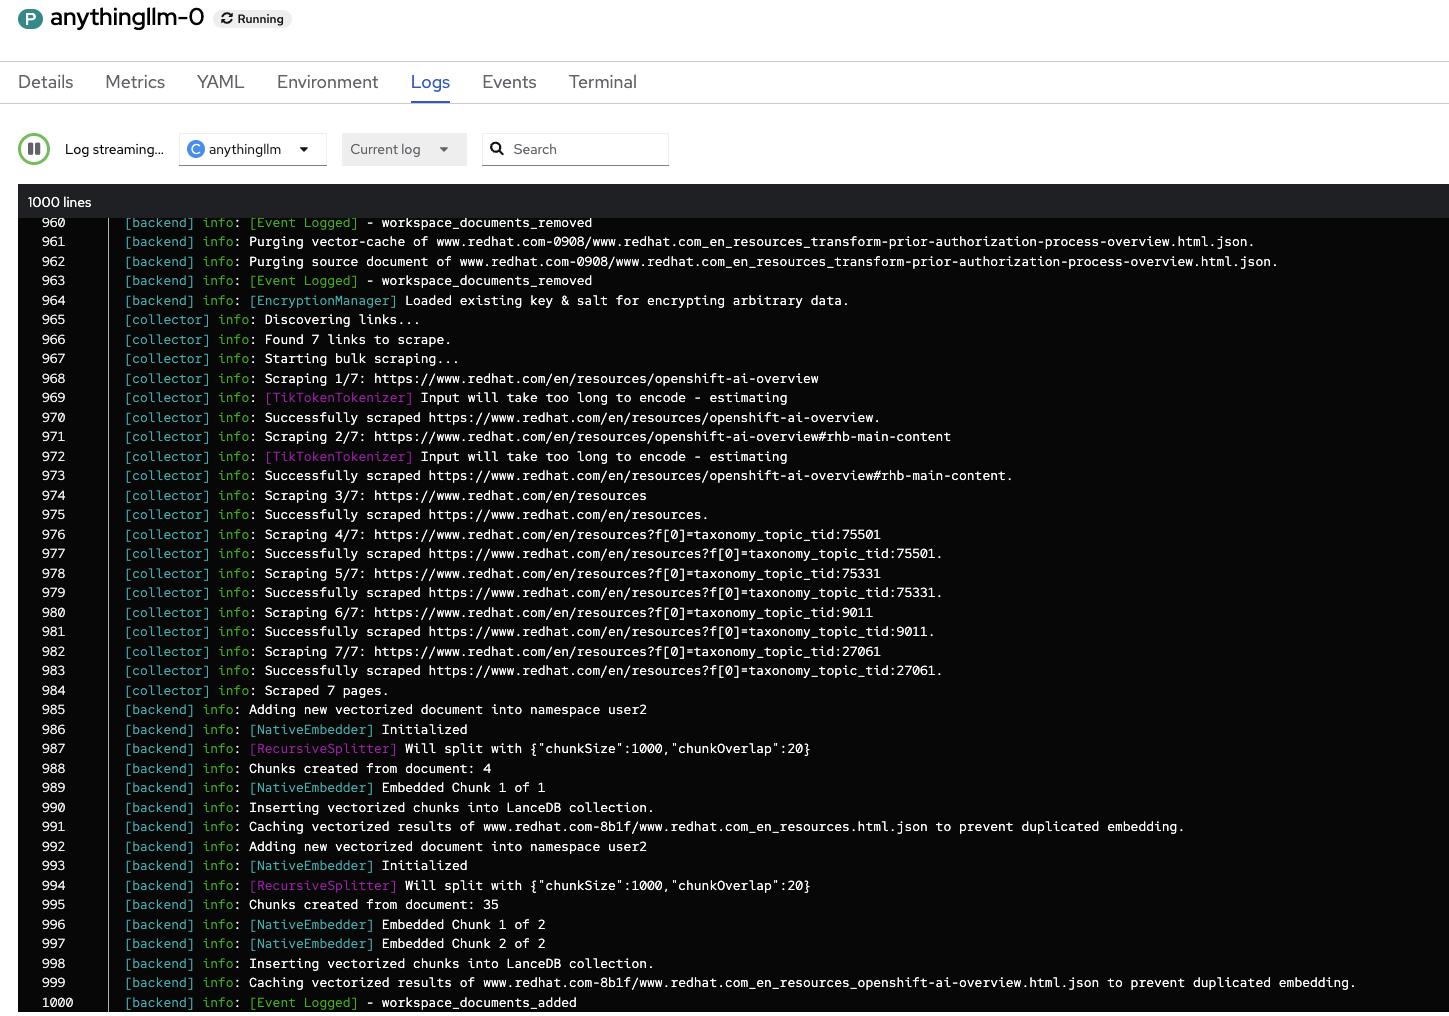 P anythingllm-0 Running
Details Metrics YAML Environment Logs Events Terminal
Log streaming... C anythingllm Current log Search
1000 lines
960 [backend] info: [Event Logged] - workspace_documents_removed
961 [backend] info: Purging vector-cache of www.redhat.com-0908/www.redhat.com_en_resources_transform-prior-authorization-process-overview.html.json.
962 [backend] info: Purging source document of www.redhat.com-0908/www.redhat.com_en_resources_transform-prior-authorization-process-overview.html.json.
963 [backend] info: [Event Logged] - workspace_documents_removed
964 [backend] info: [EncryptionManager] Loaded existing key & salt for encrypting arbitrary data.
965 [collector] info: Discovering links...
966 [collector] info: Found 7 links to scrape.
967 [collector] info: Starting bulk scraping...
968 [collector] info: Scraping 1/7: https://www.redhat.com/en/resources/openshift-ai-overview
969 [collector] info: [TikTokenTokenizer] Input will take too long to encode - estimating
970 [collector] info: Successfully scraped https://www.redhat.com/en/resources/openshift-ai-overview.
971 [collector] info: Scraping 2/7: https://www.redhat.com/en/resources/openshift-ai-overview#rhb-main-content
972 [collector] info: [TikTokenTokenizer] Input will take too long to encode - estimating
973 [collector] info: Successfully scraped https://www.redhat.com/en/resources/openshift-ai-overview#rhb-main-content.
974 [collector] info: Scraping 3/7: https://www.redhat.com/en/resources
975 [collector] info: Successfully scraped https://www.redhat.com/en/resources.
976 [collector] info: Scraping 4/7: https://www.redhat.com/en/resources?f[0]=taxonomy_topic_tid:75501
977 [collector] info: Successfully scraped https://www.redhat.com/en/resources?f[0]=taxonomy_topic_tid:75501.
978 [collector] info: Scraping 5/7: https://www.redhat.com/en/resources?f[0]=taxonomy_topic_tid:75331
979 [collector] info: Successfully scraped https://www.redhat.com/en/resources?f[0]=taxonomy_topic_tid:75331.
980 [collector] info: Scraping 6/7: https://www.redhat.com/en/resources?f[0]=taxonomy_topic_tid:9011
981 [collector] info: Successfully scraped https://www.redhat.com/en/resources?f[0]=taxonomy_topic_tid:9011.
982 [collector] info: Scraping 7/7: https://www.redhat.com/en/resources?f[0]=taxonomy_topic_tid:27061
983 [collector] info: Successfully scraped https://www.redhat.com/en/resources?f[0]=taxonomy_topic_tid:27061.
984 [collector] info: Scraped 7 pages.
985 [backend] info: Adding new vectorized document into namespace user2
986 [backend] info: [NativeEmbedder] Initialized
987 [backend] info: [RecursiveSplitter] Will split with {"chunkSize":1000,"chunkOverlap":20}
988 [backend] info: Chunks created from document: 4
989 [backend] info: [NativeEmbedder] Embedded Chunk 1 of 1
990 [backend] info: Inserting vectorized chunks into LanceDB collection.
991 [backend] info: Caching vectorized results of www.redhat.com-8b1f/www.redhat.com_en_resources.html.json to prevent duplicated embedding.
992 [backend] info: Adding new vectorized document into namespace user2
993 [backend] info: [NativeEmbedder] Initialized
994 [backend] info: [RecursiveSplitter] Will split with {"chunkSize":1000,"chunkOverlap":20}
995 [backend] info: Chunks created from document: 35
996 [backend] info: [NativeEmbedder] Embedded Chunk 1 of 2
997 [backend] info: [NativeEmbedder] Embedded Chunk 2 of 2
998 [backend] info: Inserting vectorized chunks into LanceDB collection.
999 [backend] info: Caching vectorized results of www.redhat.com-8b1f/www.redhat.com_en_resources_openshift-ai-overview.html.json to prevent duplicated embedding.
1000 [backend] info: [Event Logged] - workspace_documents_added